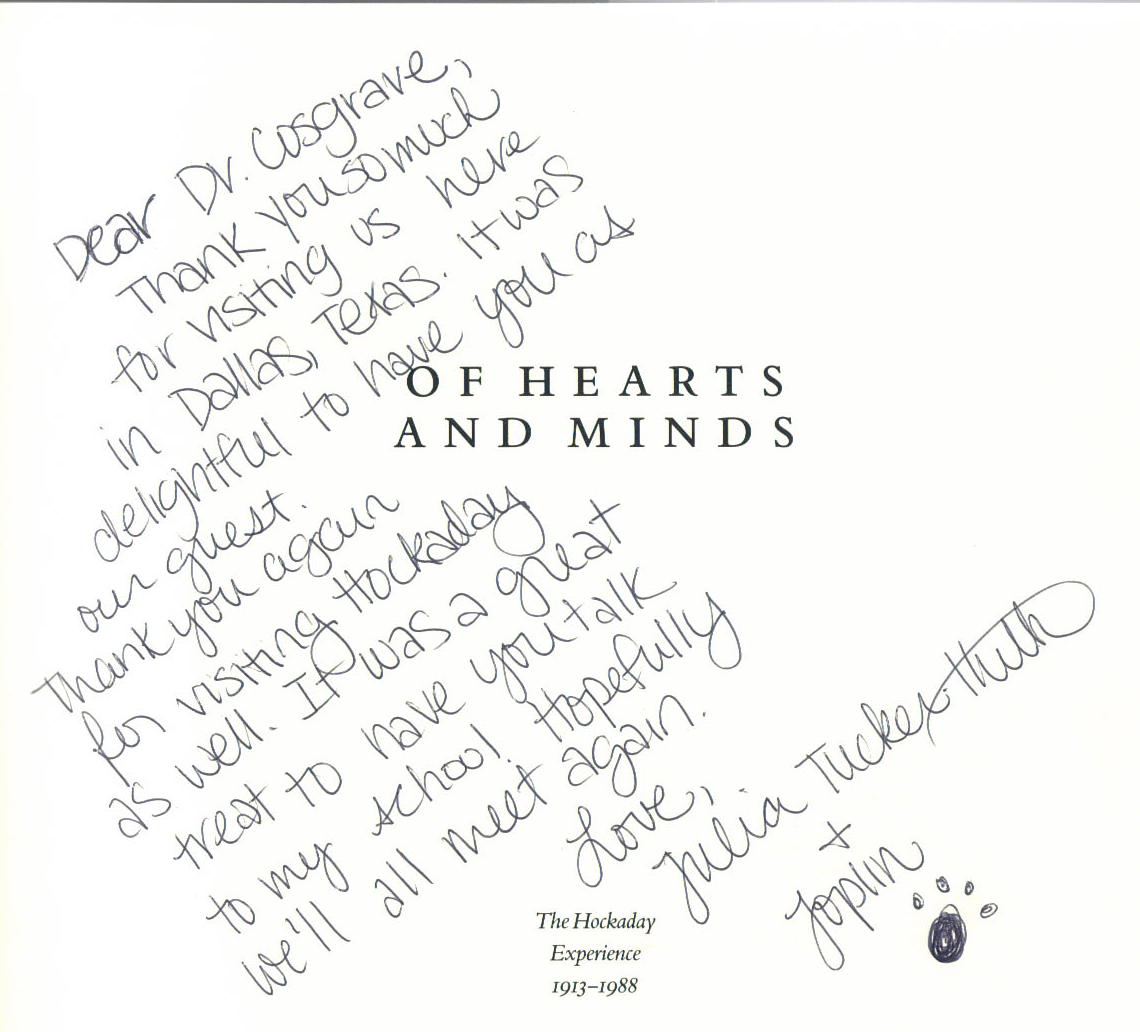 Dear Dr. Cosgrave,
Thank you so much
for visiting us here
in Dallas, Texas. It was
delightful to have you as
our guest.
Thank you again
for visiting Hockaday
as well. It was a great
treat to have you talk
to my school. Hopefully
we'll all meet again.
Love,
Julia Tucker-Huth
+
Joplin
OF HEARTS
AND MINDS
The Hockaday
Experience
1913–1988